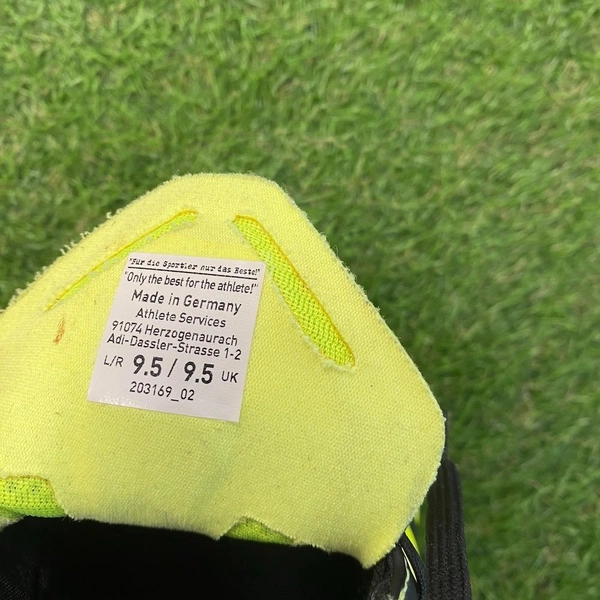 "Für die Sportler nur das Beste!"
"Only the best for the athlete!"
Made in Germany
Athlete Services
91074 Herzogenaurach
Adi-Dassler-Strasse 1-2
L/R 9.5 / 9.5 UK
203169_02